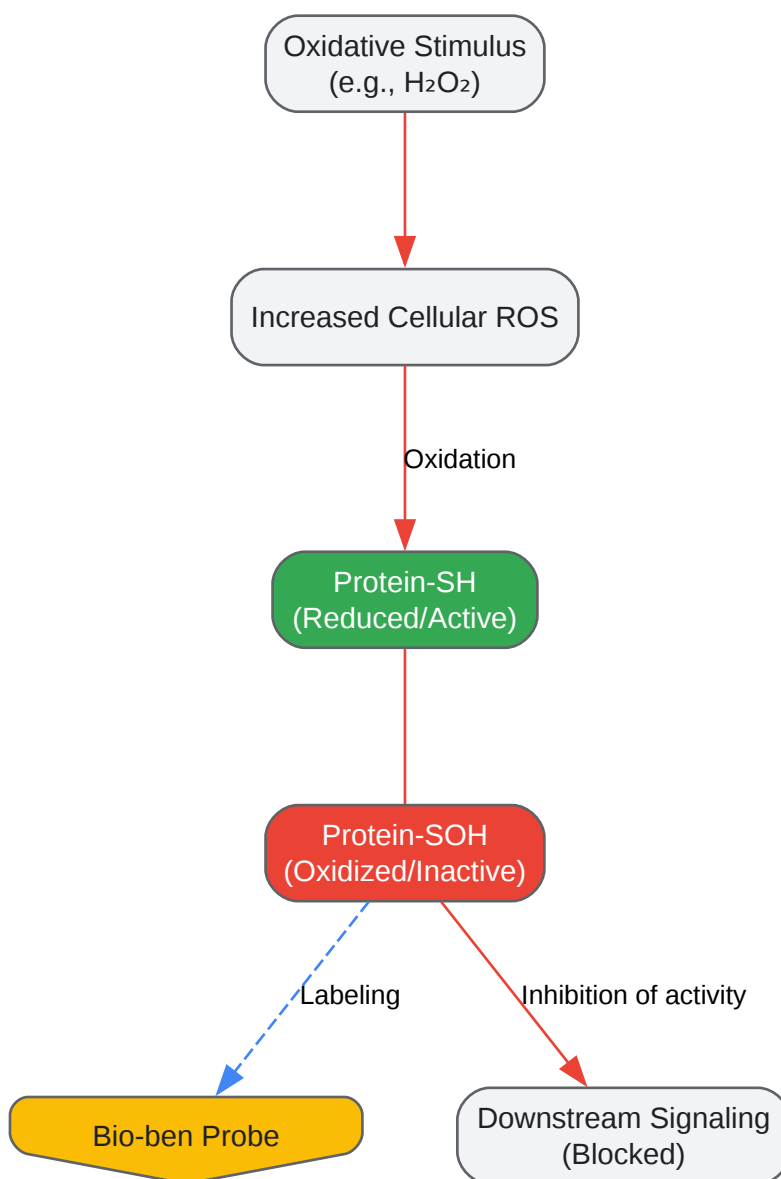 Oxidative Stimulus
(e.g., H₂O₂)
Increased Cellular ROS
Oxidation
Protein-SH
(Reduced/Active)
Protein-SOH
(Oxidized/Inactive)
Labeling
Inhibition of activity
Bio-ben Probe
Downstream Signaling
(Blocked)